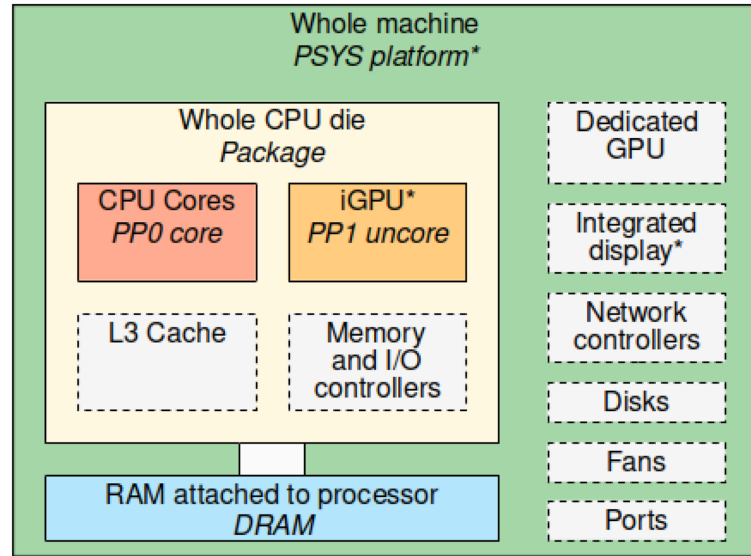 Whole machine
PSYS platform*
Whole CPU die
Package
CPU Cores
PP0 core
iGPU*
PP1 uncore
L3 Cache
Memory
and I/O
controllers
RAM attached to processor
DRAM
Dedicated
GPU
Integrated
display*
Network
controllers
Disks
Fans
Ports